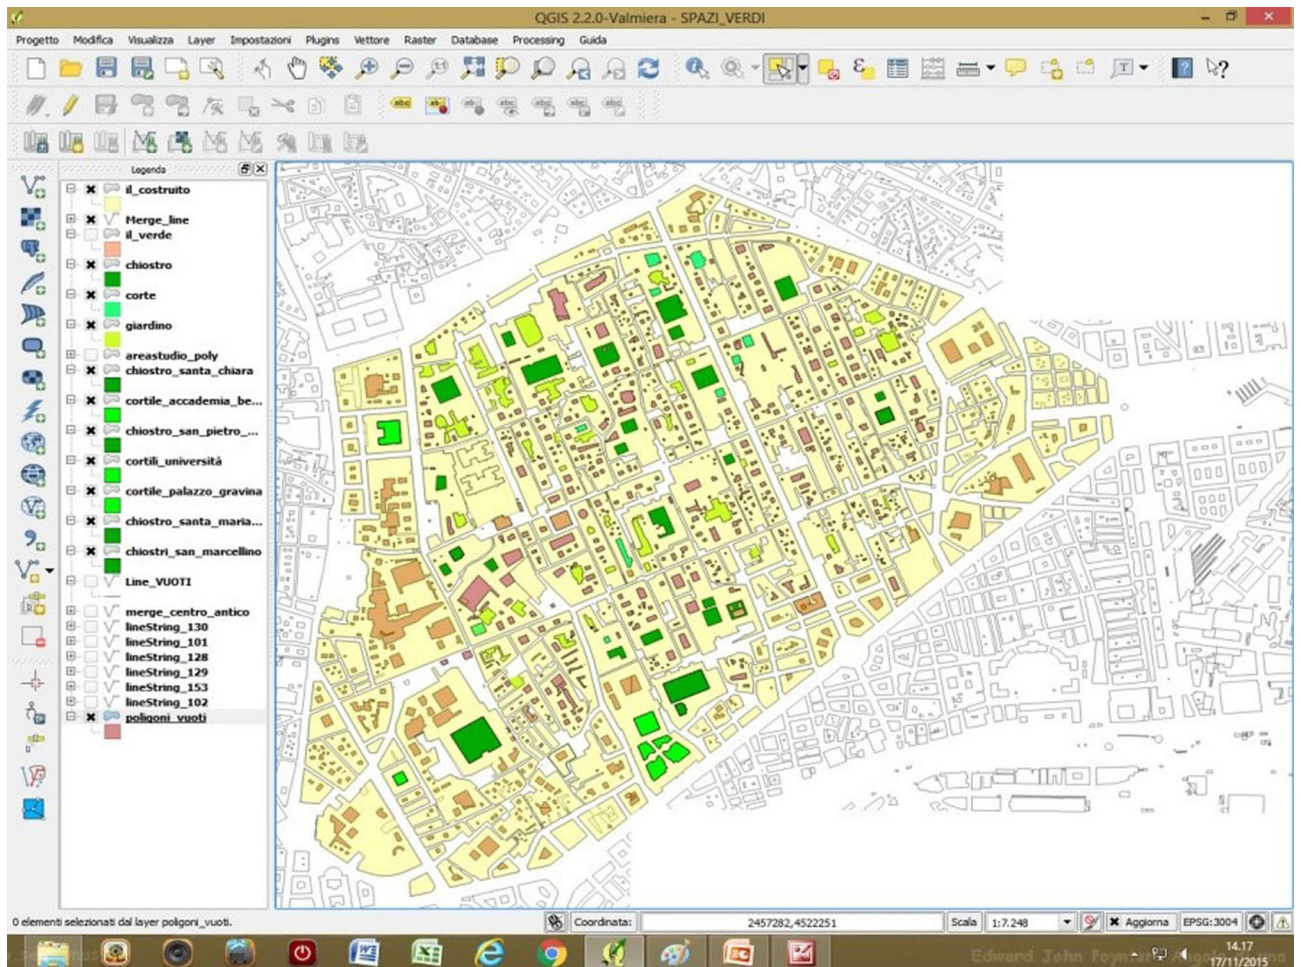 QGIS 2.2.0-Valmiera - SPAZI_VERDI
Progetto Modifica Visualizza Layer Impostazioni Plugins Vettore Raster Database Processing Guida
Legenda
il_costruito
Merge_line
il_verde
chiostro
corte
giardino
areastudio_poly
chiostro_santa_chiara
cortile_accademia_be...
chiostro_san_pietro_...
cortili_università
cortile_palazzo_gravina
chiostro_santa_maria...
chiostri_san_marcellino
Line_VUOTI
merge_centro_antico
lineString_130
lineString_101
lineString_128
lineString_129
lineString_153
lineString_102
poligoni_vuoti
0 elementi selezionati dal layer poligoni_vuoti.
Coordinata: 2457282,4522251 Scala 1:7.248 Aggiorna EPSG:3004
14.17
Edward John Poynter
17/11/2015